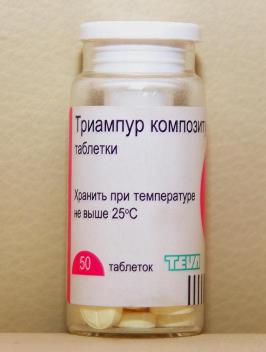 Триампур композит
таблетки
Хранить при температуре
не выше 25°C
50 таблеток
TEVA